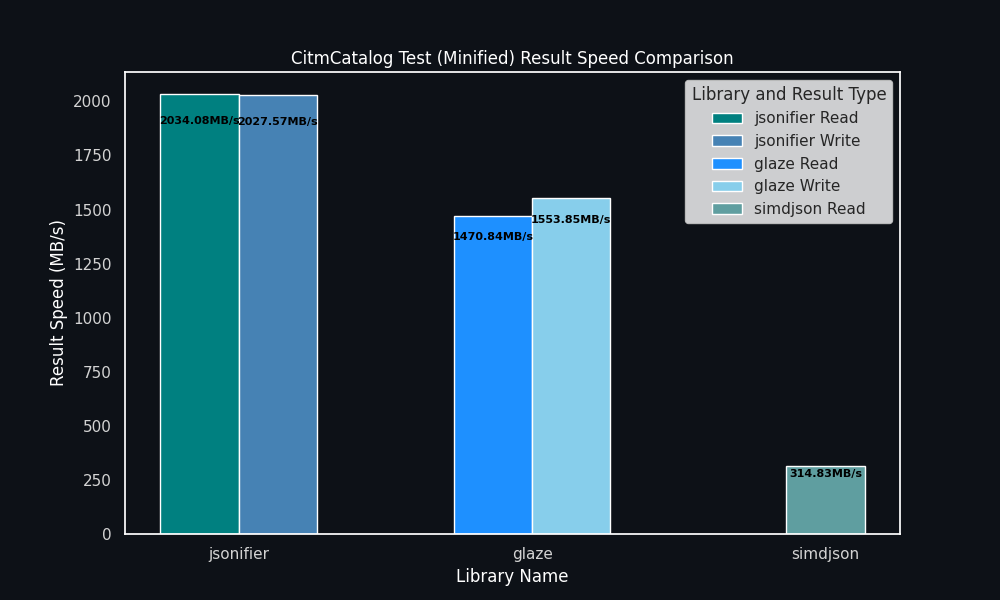 CitmCatalog Test (Minified) Result Speed Comparison
Library and Result Type
jsonifier Read
jsonifier Write
glaze Read
glaze Write
simdjson Read
2034.08MB/s
2027.57MB/s
1470.84MB/s
1553.85MB/s
314.83MB/s
Result Speed (MB/s)
2000
1750
1500
1250
1000
750
500
250
0
jsonifier
glaze
simdjson
Library Name